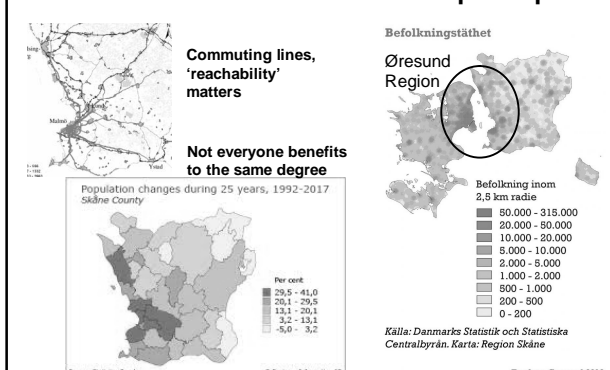 Commuting lines,
'reachability'
matters
Malmö
Ystad
Not everyone benefits
to the same degree
Population changes during 25 years, 1992-2017
Skåne County
Per cent
29,5 - 41,0
20,1 - 29,5
13,1 - 20,1
3,2 - 13,1
-5,0 - 3,2
Befolkningstäthet
Øresund
Region
Befolkning inom
2,5 km radie
50.000 - 315.000
20.000 - 50.000
10.000 - 20.000
5.000 - 10.000
2.000 - 5.000
1.000 - 2.000
500 - 1.000
200 - 500
0 - 200
Källa: Danmarks Statistik och Statistiska
Centralbyrån. Karta: Region Skåne